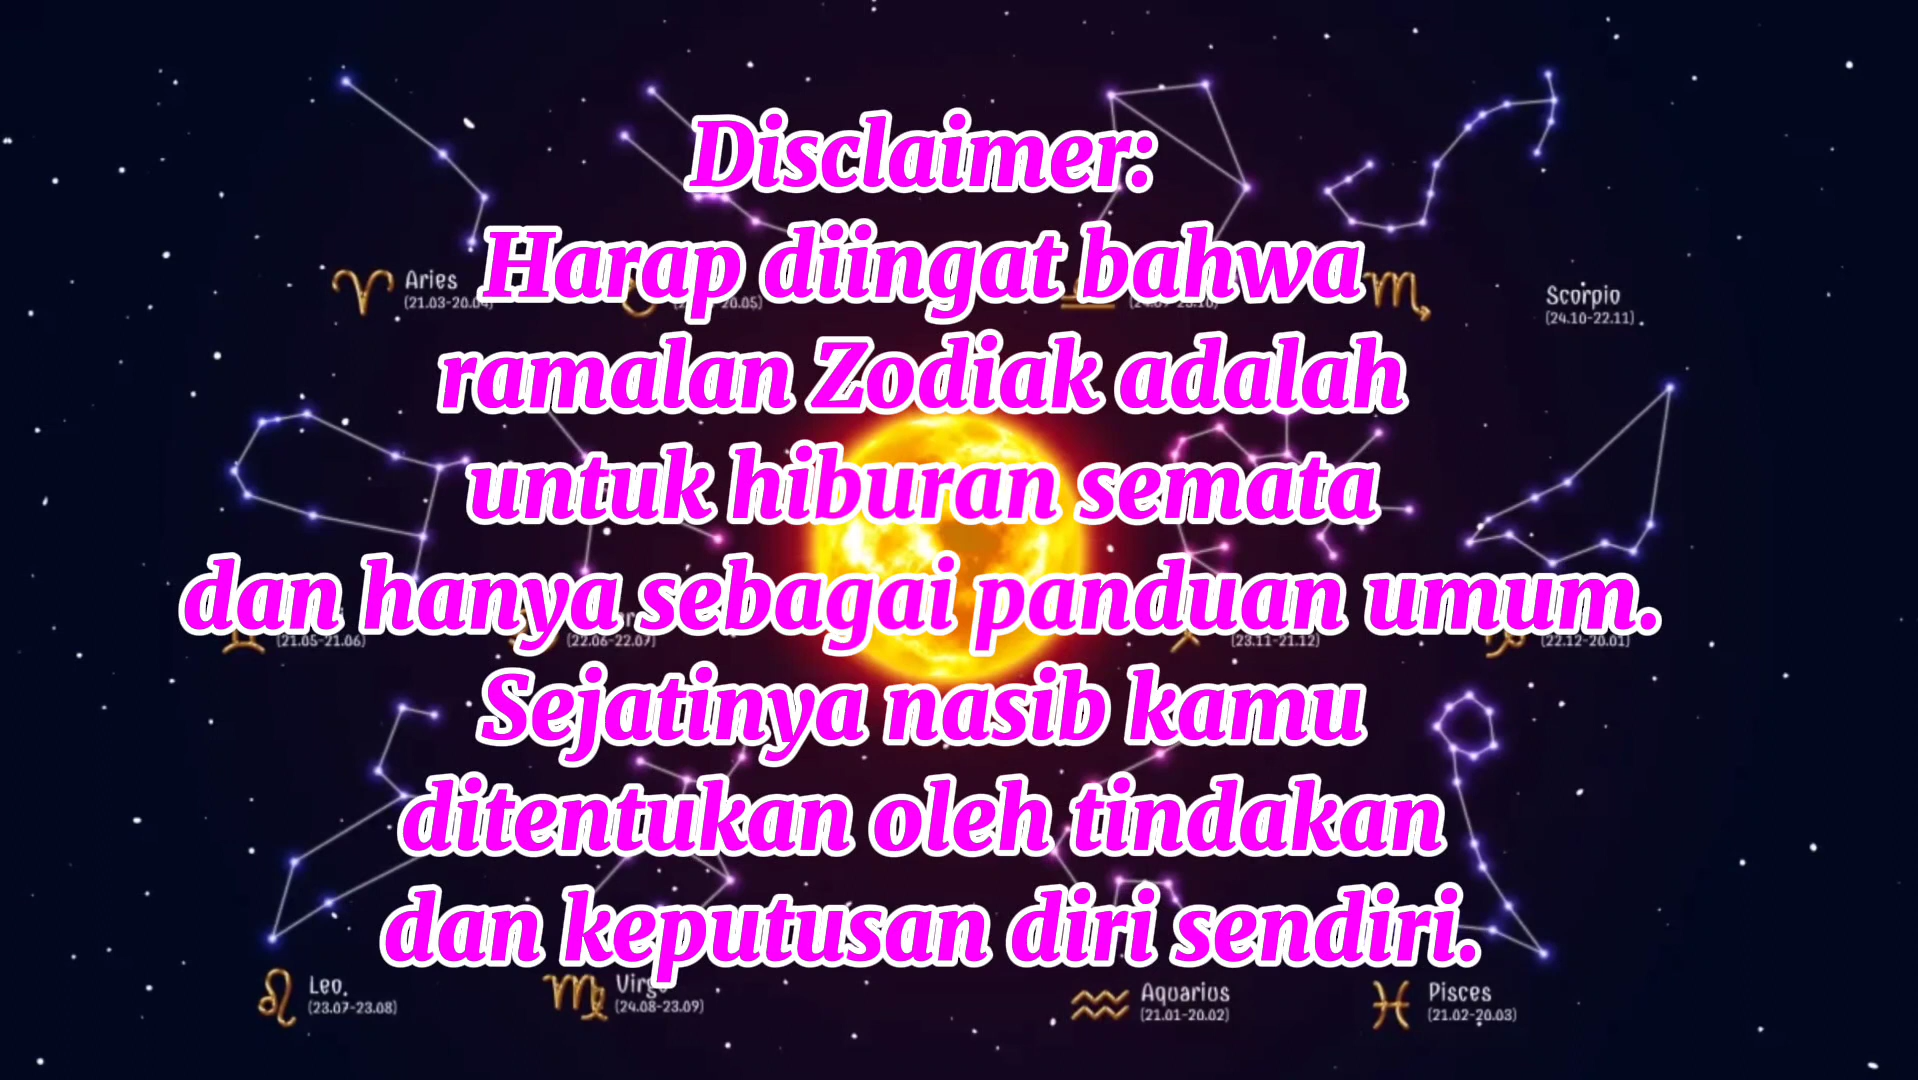 Disclaimer:
Harap diingat bahwa
ramalan Zodiak adalah
untuk hiburan semata
dan hanya sebagai panduan umum.
Sejatinya nasib kamu
ditentukan oleh tindakan
dan keputusan diri sendiri.
Aries
(21.03-20.04)
Scorpio
(24.10-22.11)
(21.05-21.06)
(22.06-22.07)
(23.11-21.12)
(22.12-20.01)
Leo
(23.07-23.08)
Virgo
(24.08-23.09)
Aquarius
(21.01-20.02)
Pisces
(21.02-20.03)